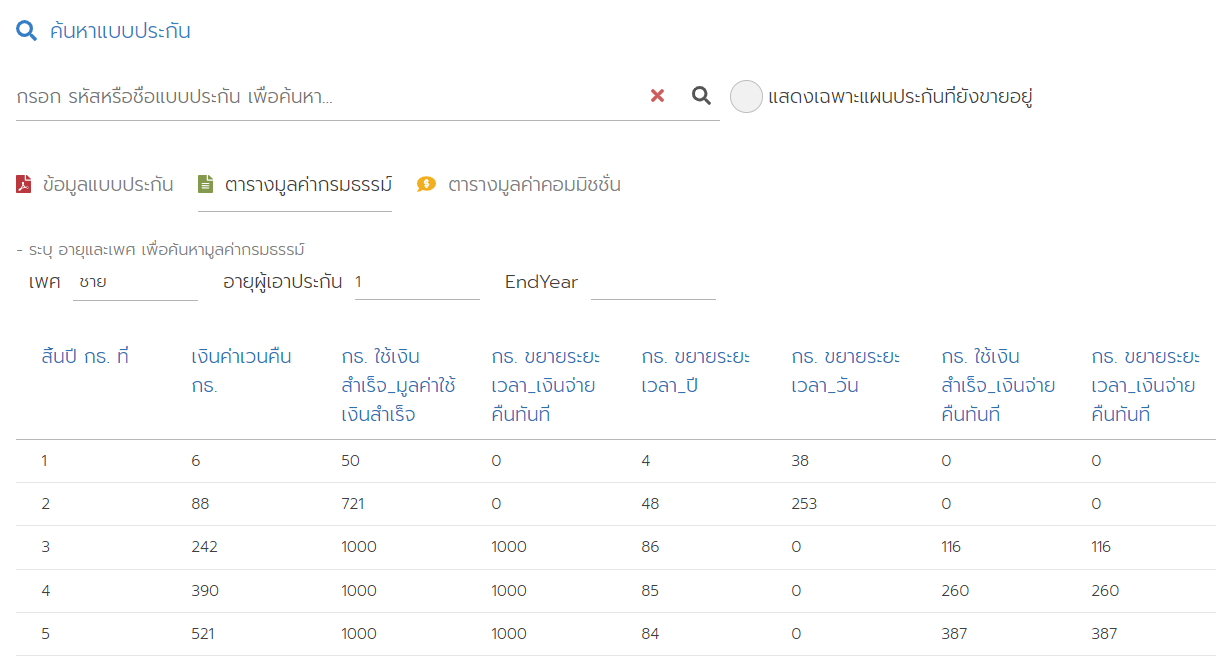 ค้นหาแบบประกัน
กรอก รหัสหรือชื่อแบบประกัน เพื่อค้นหา...
แสดงเฉพาะแผนประกันที่ยังขายอยู่
ข้อมูลแบบประกัน ตารางมูลค่ากรมธรรม์ ตารางมูลค่าคอมมิชชั่น
- ระบุ อายุและเพศ เพื่อค้นหามูลค่ากรมธรรม์
เพศ ชาย อายุผู้เอาประกัน 1 EndYear
สิ้นปี กธ. ที่ เงินค่าเวนคืน กธ. ใช้เงิน กธ. ขยายระยะ กธ. ขยายระยะ กธ. ขยายระยะ กธ. ใช้เงิน กธ. ขยายระยะ
กธ. สำเร็จ_มูลค่าใช้ เวลา_เงินจ่าย เวลา_ปี เวลา_วัน สำเร็จ_เงินจ่าย เวลา_เงินจ่าย
เงินสำเร็จ คืนทันที คืนทันที คืนทันที
1 6 50 0 4 38 0 0
2 88 721 0 48 253 0 0
3 242 1000 1000 86 0 116 116
4 390 1000 1000 85 0 260 260
5 521 1000 1000 84 0 387 387